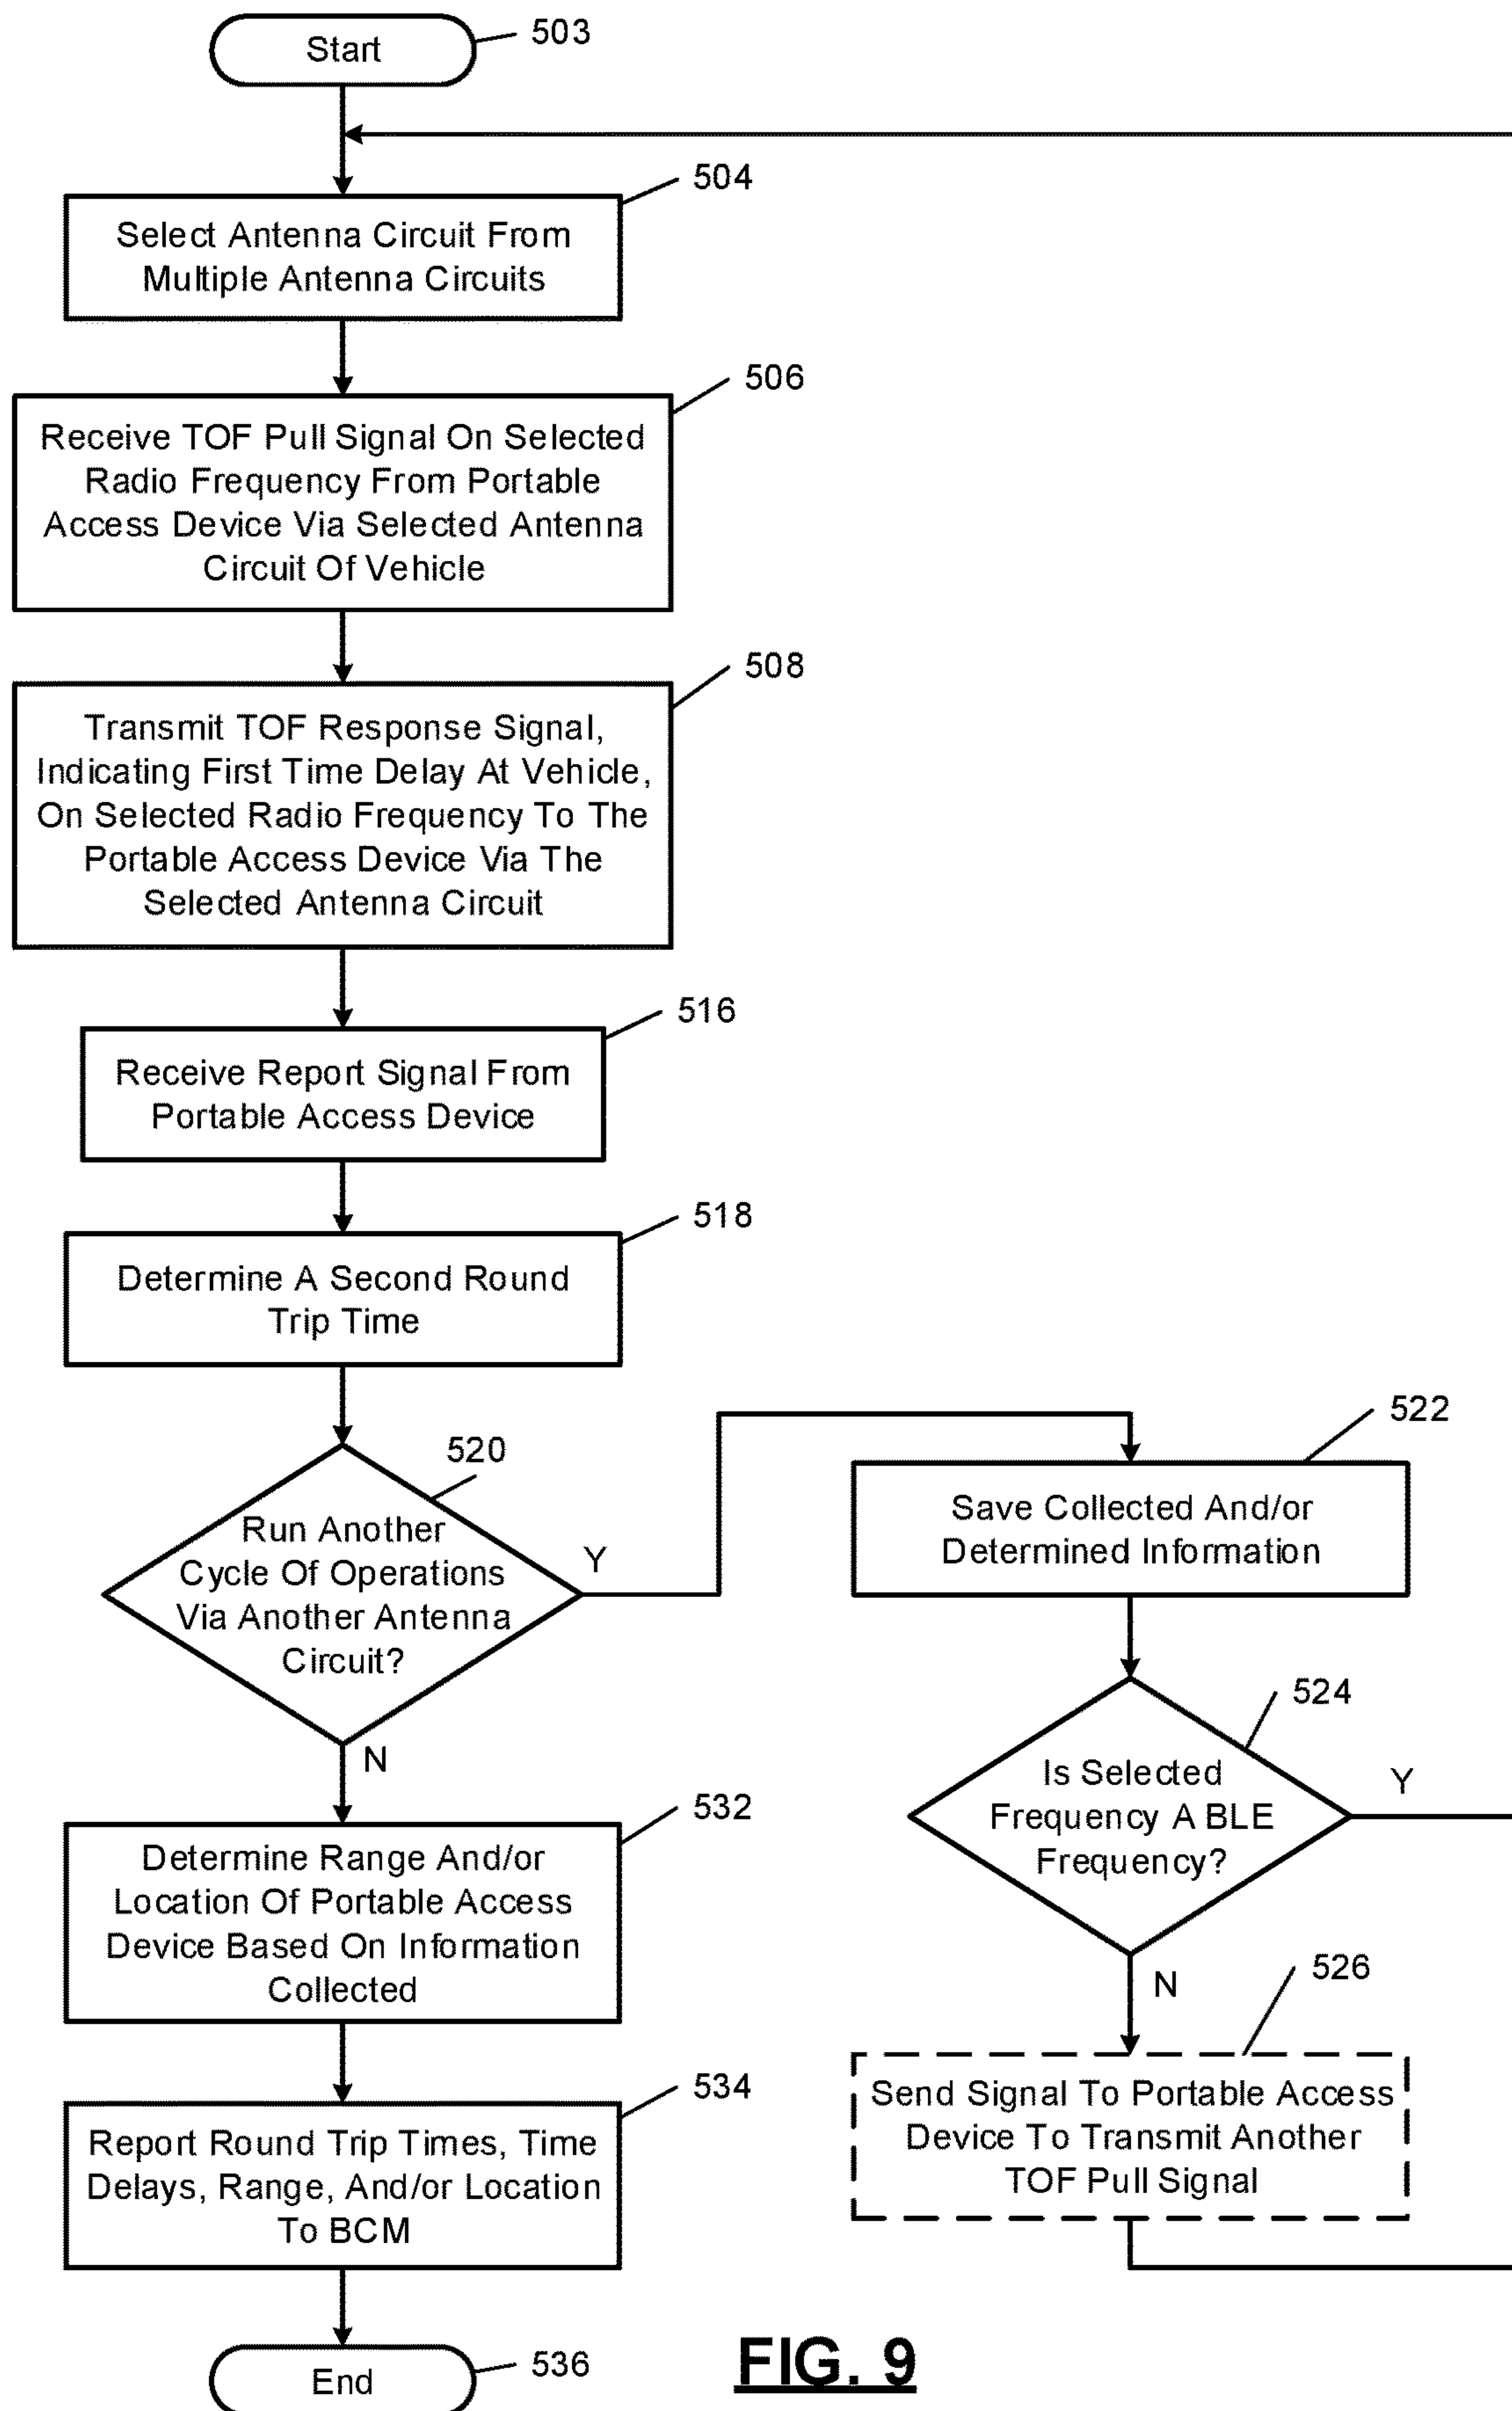 Start
503
504
Select Antenna Circuit From
Multiple Antenna Circuits
506
Receive TOF Pull Signal On Selected
Radio Frequency From Portable
Access Device Via Selected Antenna
Circuit Of Vehicle
508
Transmit TOF Response Signal,
Indicating First Time Delay At Vehicle,
On Selected Radio Frequency To The
Portable Access Device Via The
Selected Antenna Circuit
516
Receive Report Signal From
Portable Access Device
518
Determine A Second Round
Trip Time
520
Run Another
Cycle Of Operations
Via Another Antenna
Circuit?
Y
N
522
Save Collected And/or
Determined Information
524
Is Selected
Frequency A BLE
Frequency?
Y
N
526
Send Signal To Portable Access
Device To Transmit Another
TOF Pull Signal
532
Determine Range And/or
Location Of Portable Access
Device Based On Information
Collected
534
Report Round Trip Times, Time
Delays, Range, And/or Location
To BCM
End
536
FIG. 9